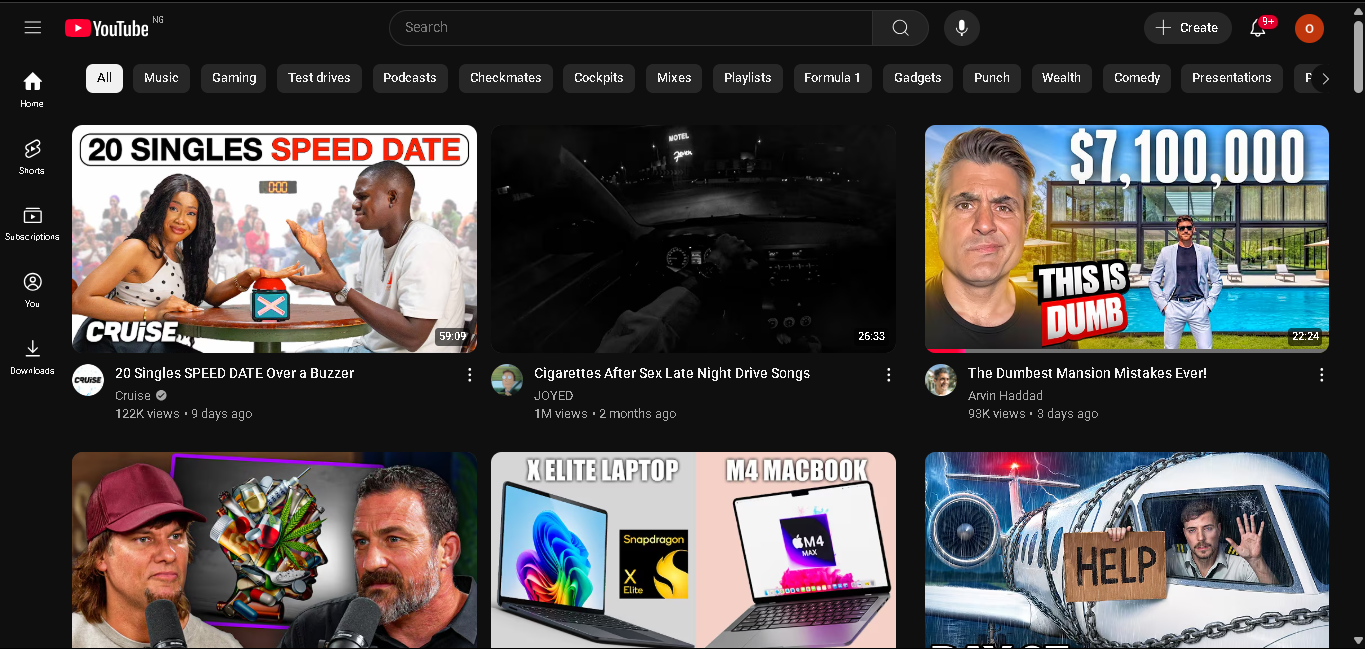 YouTube NG
Search
Create
9+
O
All
Music
Gaming
Test drives
Podcasts
Checkmates
Cockpits
Mixes
Playlists
Formula 1
Gadgets
Punch
Wealth
Comedy
Presentations
Home
Shorts
Subscriptions
You
Downloads
20 SINGLES SPEED DATE
0:00
CRUISE
59:09
MOTEL
26:33
$7,100,000
THIS IS
DUMB
22:24
CRUISE
20 Singles SPEED DATE Over a Buzzer
Cruise
122K views • 9 days ago
Cigarettes After Sex Late Night Drive Songs
JOYED
1M views • 2 months ago
The Dumbest Mansion Mistakes Ever!
Arvin Haddad
93K views • 3 days ago
X ELITE LAPTOP
M4 MACBOOK
Snapdragon
X
Elite
M4
MAX
HELP